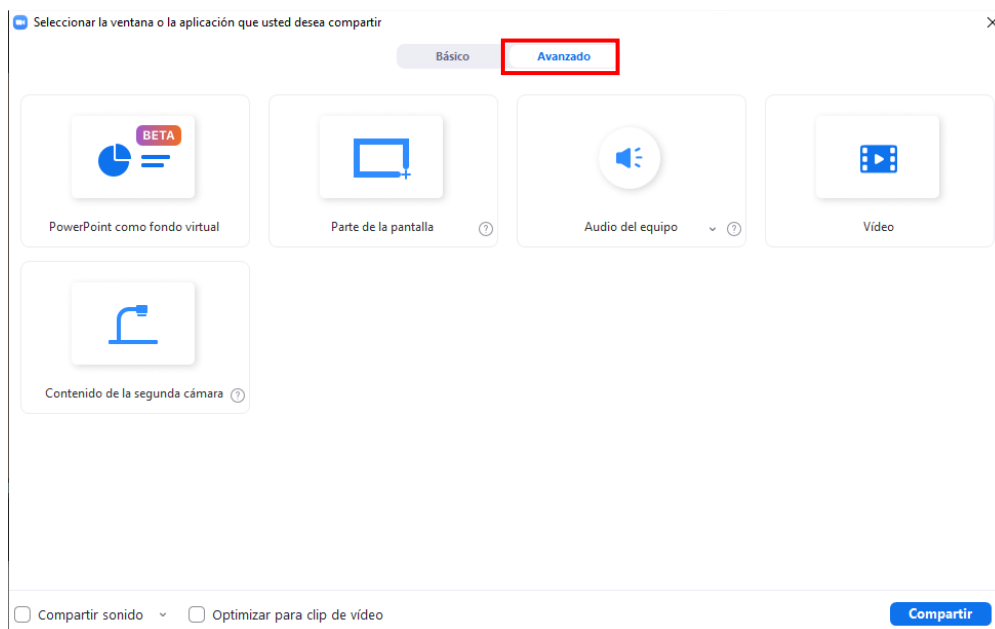 Seleccionar la ventana o la aplicación que usted desea compartir
Básico
Avanzado
BETA
PowerPoint como fondo virtual
Parte de la pantalla
Audio del equipo
Vídeo
Contenido de la segunda cámara
Compartir sonido
Optimizar para clip de vídeo
Compartir